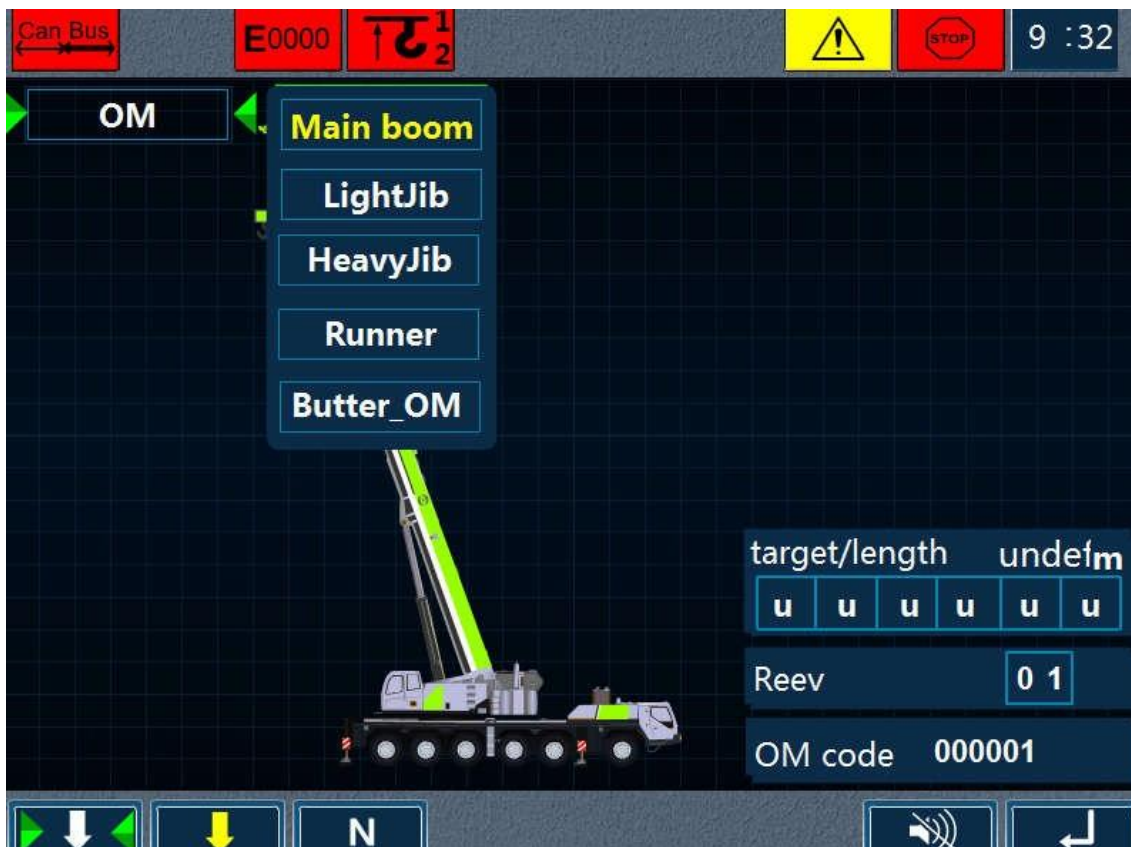 Can Bus
E0000
1
2
STOP
9 :32
OM
Main boom
LightJib
HeavyJib
Runner
Butter_OM
target/length undefm
u u u u u u
Reev 0 1
OM code 000001
N